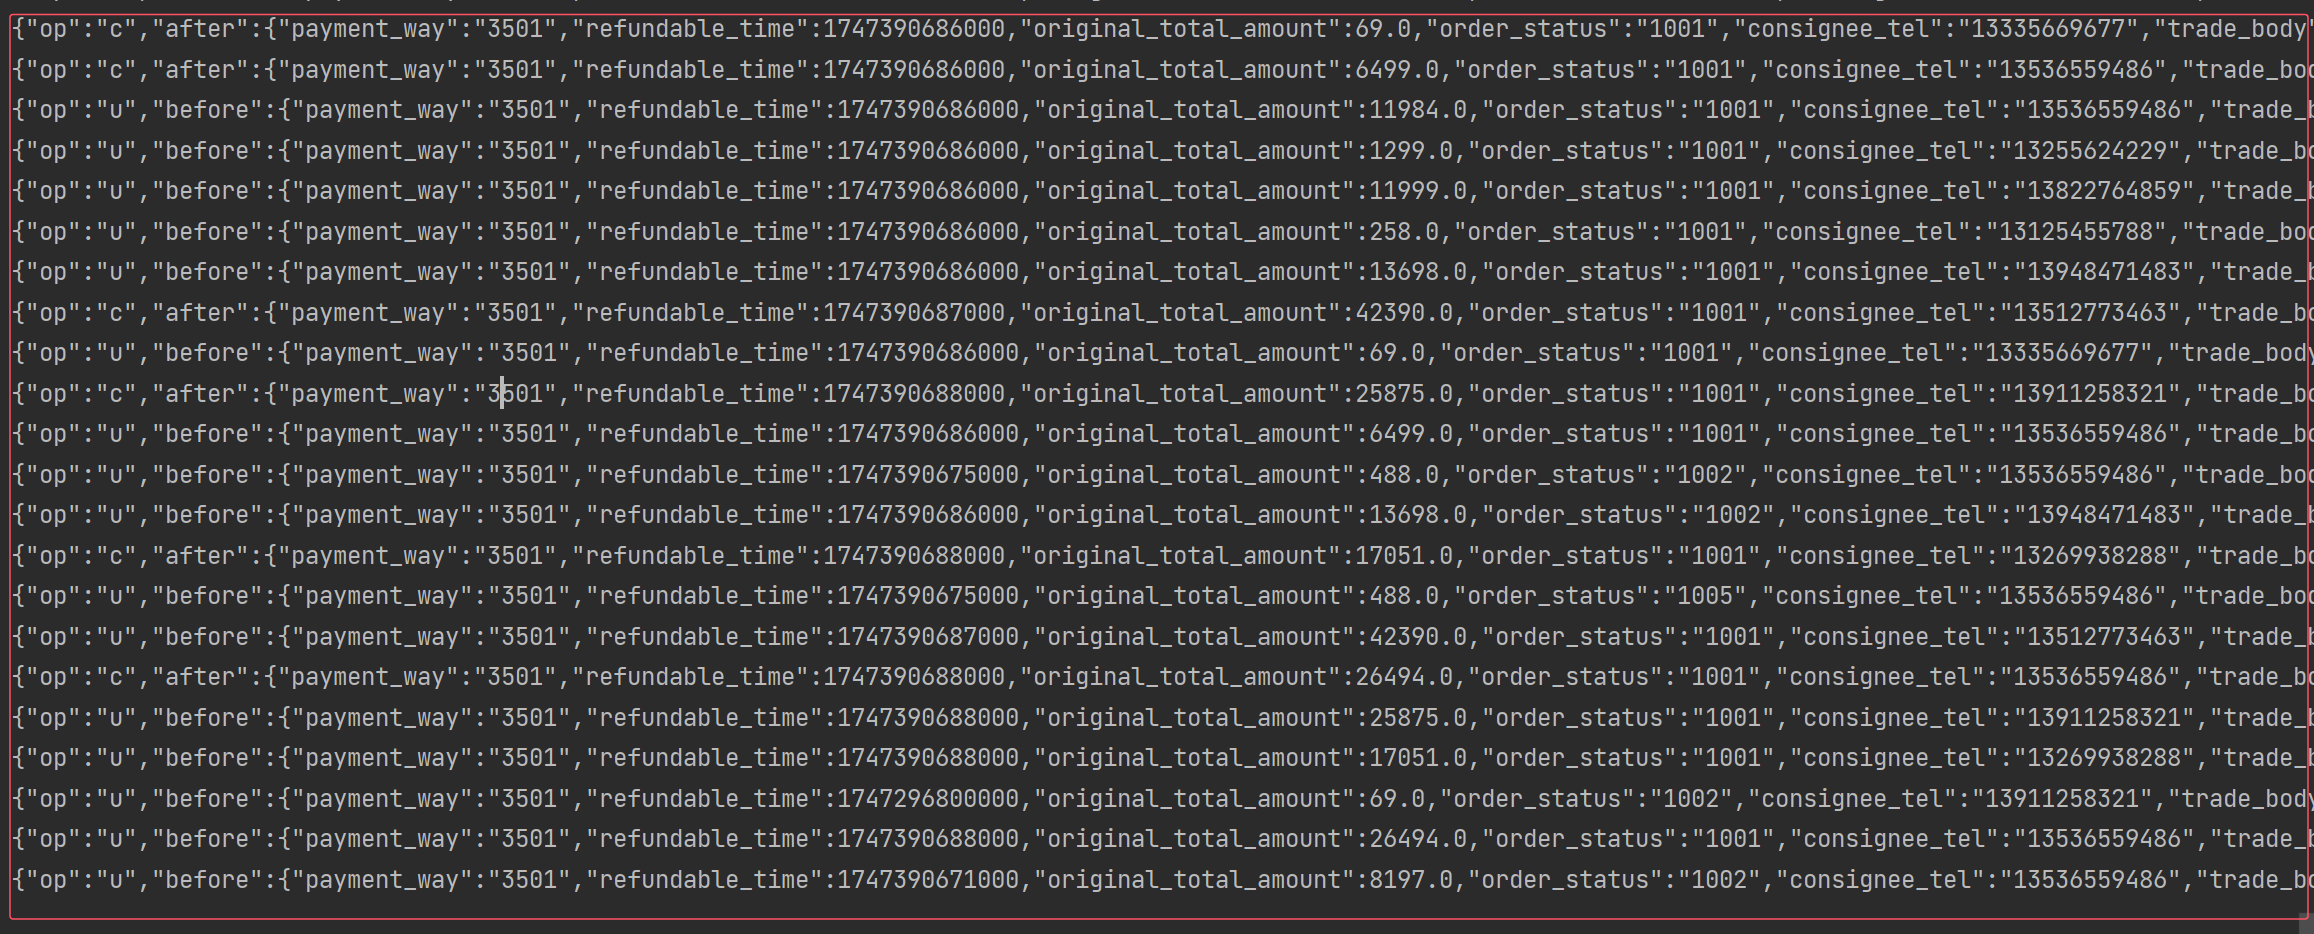 {"op":"c","after":{"payment_way":"3501","refundable_time":1747390686000,"original_total_amount":69.0,"order_status":"1001","consignee_tel":"13335669677","trade_body"
{"op":"c","after":{"payment_way":"3501","refundable_time":1747390686000,"original_total_amount":6499.0,"order_status":"1001","consignee_tel":"13536559486","trade_bod
{"op":"u","before":{"payment_way":"3501","refundable_time":1747390686000,"original_total_amount":11984.0,"order_status":"1001","consignee_tel":"13536559486","trade_b
{"op":"u","before":{"payment_way":"3501","refundable_time":1747390686000,"original_total_amount":1299.0,"order_status":"1001","consignee_tel":"13255624229","trade_bo
{"op":"u","before":{"payment_way":"3501","refundable_time":1747390686000,"original_total_amount":11999.0,"order_status":"1001","consignee_tel":"13822764859","trade_b
{"op":"u","before":{"payment_way":"3501","refundable_time":1747390686000,"original_total_amount":258.0,"order_status":"1001","consignee_tel":"13125455788","trade_bod
{"op":"u","before":{"payment_way":"3501","refundable_time":1747390686000,"original_total_amount":13698.0,"order_status":"1001","consignee_tel":"13948471483","trade_b
{"op":"c","after":{"payment_way":"3501","refundable_time":1747390687000,"original_total_amount":42390.0,"order_status":"1001","consignee_tel":"13512773463","trade_bo
{"op":"u","before":{"payment_way":"3501","refundable_time":1747390686000,"original_total_amount":69.0,"order_status":"1001","consignee_tel":"13335669677","trade_body
{"op":"c","after":{"payment_way":"3501","refundable_time":1747390688000,"original_total_amount":25875.0,"order_status":"1001","consignee_tel":"13911258321","trade_bo
{"op":"u","before":{"payment_way":"3501","refundable_time":1747390686000,"original_total_amount":6499.0,"order_status":"1001","consignee_tel":"13536559486","trade_bo
{"op":"u","before":{"payment_way":"3501","refundable_time":1747390675000,"original_total_amount":488.0,"order_status":"1002","consignee_tel":"13536559486","trade_bod
{"op":"u","before":{"payment_way":"3501","refundable_time":1747390686000,"original_total_amount":13698.0,"order_status":"1002","consignee_tel":"13948471483","trade_b
{"op":"c","after":{"payment_way":"3501","refundable_time":1747390688000,"original_total_amount":17051.0,"order_status":"1001","consignee_tel":"13269938288","trade_bo
{"op":"u","before":{"payment_way":"3501","refundable_time":1747390675000,"original_total_amount":488.0,"order_status":"1005","consignee_tel":"13536559486","trade_bod
{"op":"u","before":{"payment_way":"3501","refundable_time":1747390687000,"original_total_amount":42390.0,"order_status":"1001","consignee_tel":"13512773463","trade_b
{"op":"c","after":{"payment_way":"3501","refundable_time":1747390688000,"original_total_amount":26494.0,"order_status":"1001","consignee_tel":"13536559486","trade_bo
{"op":"u","before":{"payment_way":"3501","refundable_time":1747390688000,"original_total_amount":25875.0,"order_status":"1001","consignee_tel":"13911258321","trade_b
{"op":"u","before":{"payment_way":"3501","refundable_time":1747390688000,"original_total_amount":17051.0,"order_status":"1001","consignee_tel":"13269938288","trade_b
{"op":"u","before":{"payment_way":"3501","refundable_time":1747296800000,"original_total_amount":69.0,"order_status":"1002","consignee_tel":"13911258321","trade_body
{"op":"u","before":{"payment_way":"3501","refundable_time":1747390688000,"original_total_amount":26494.0,"order_status":"1001","consignee_tel":"13536559486","trade_b
{"op":"u","before":{"payment_way":"3501","refundable_time":1747390671000,"original_total_amount":8197.0,"order_status":"1002","consignee_tel":"13536559486","trade_bo